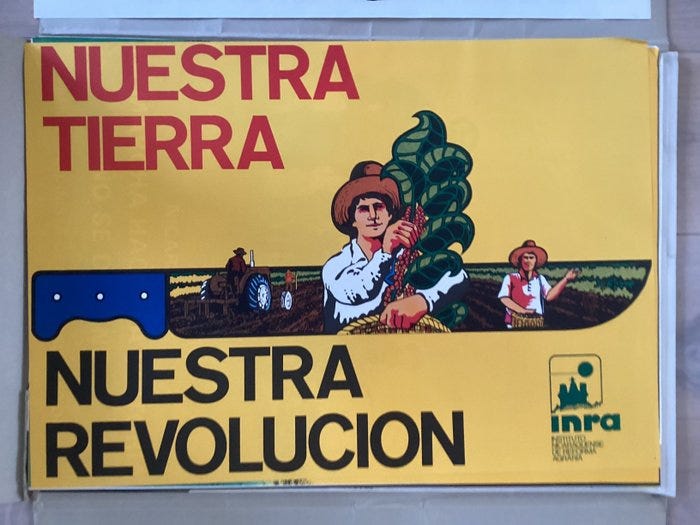 NUESTRA
TIERRA
NUESTRA
REVOLUCION
inra
INSTITUTO
NICARAGUENSE
DE REFORMA
AGRARIA